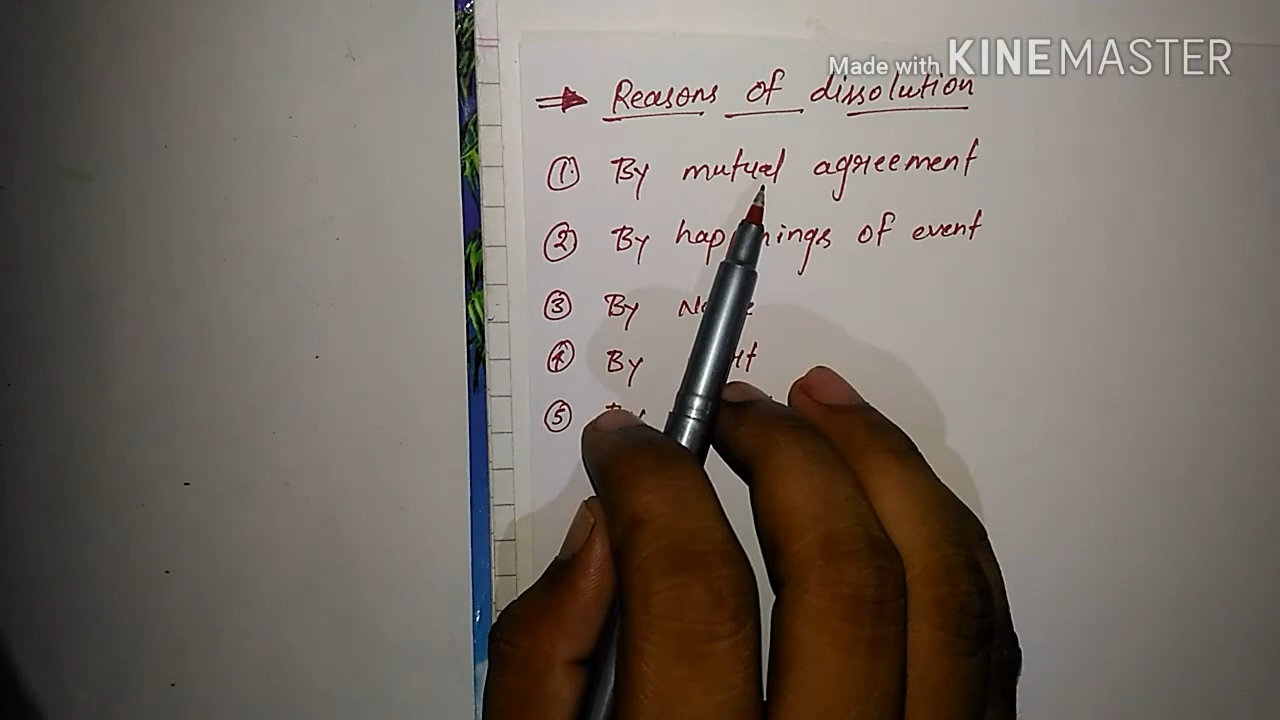 Made with KINEMASTER
⇒ Reasons of dissolution
① By mutual agreement
② By of event
③ By
④ By
⑤